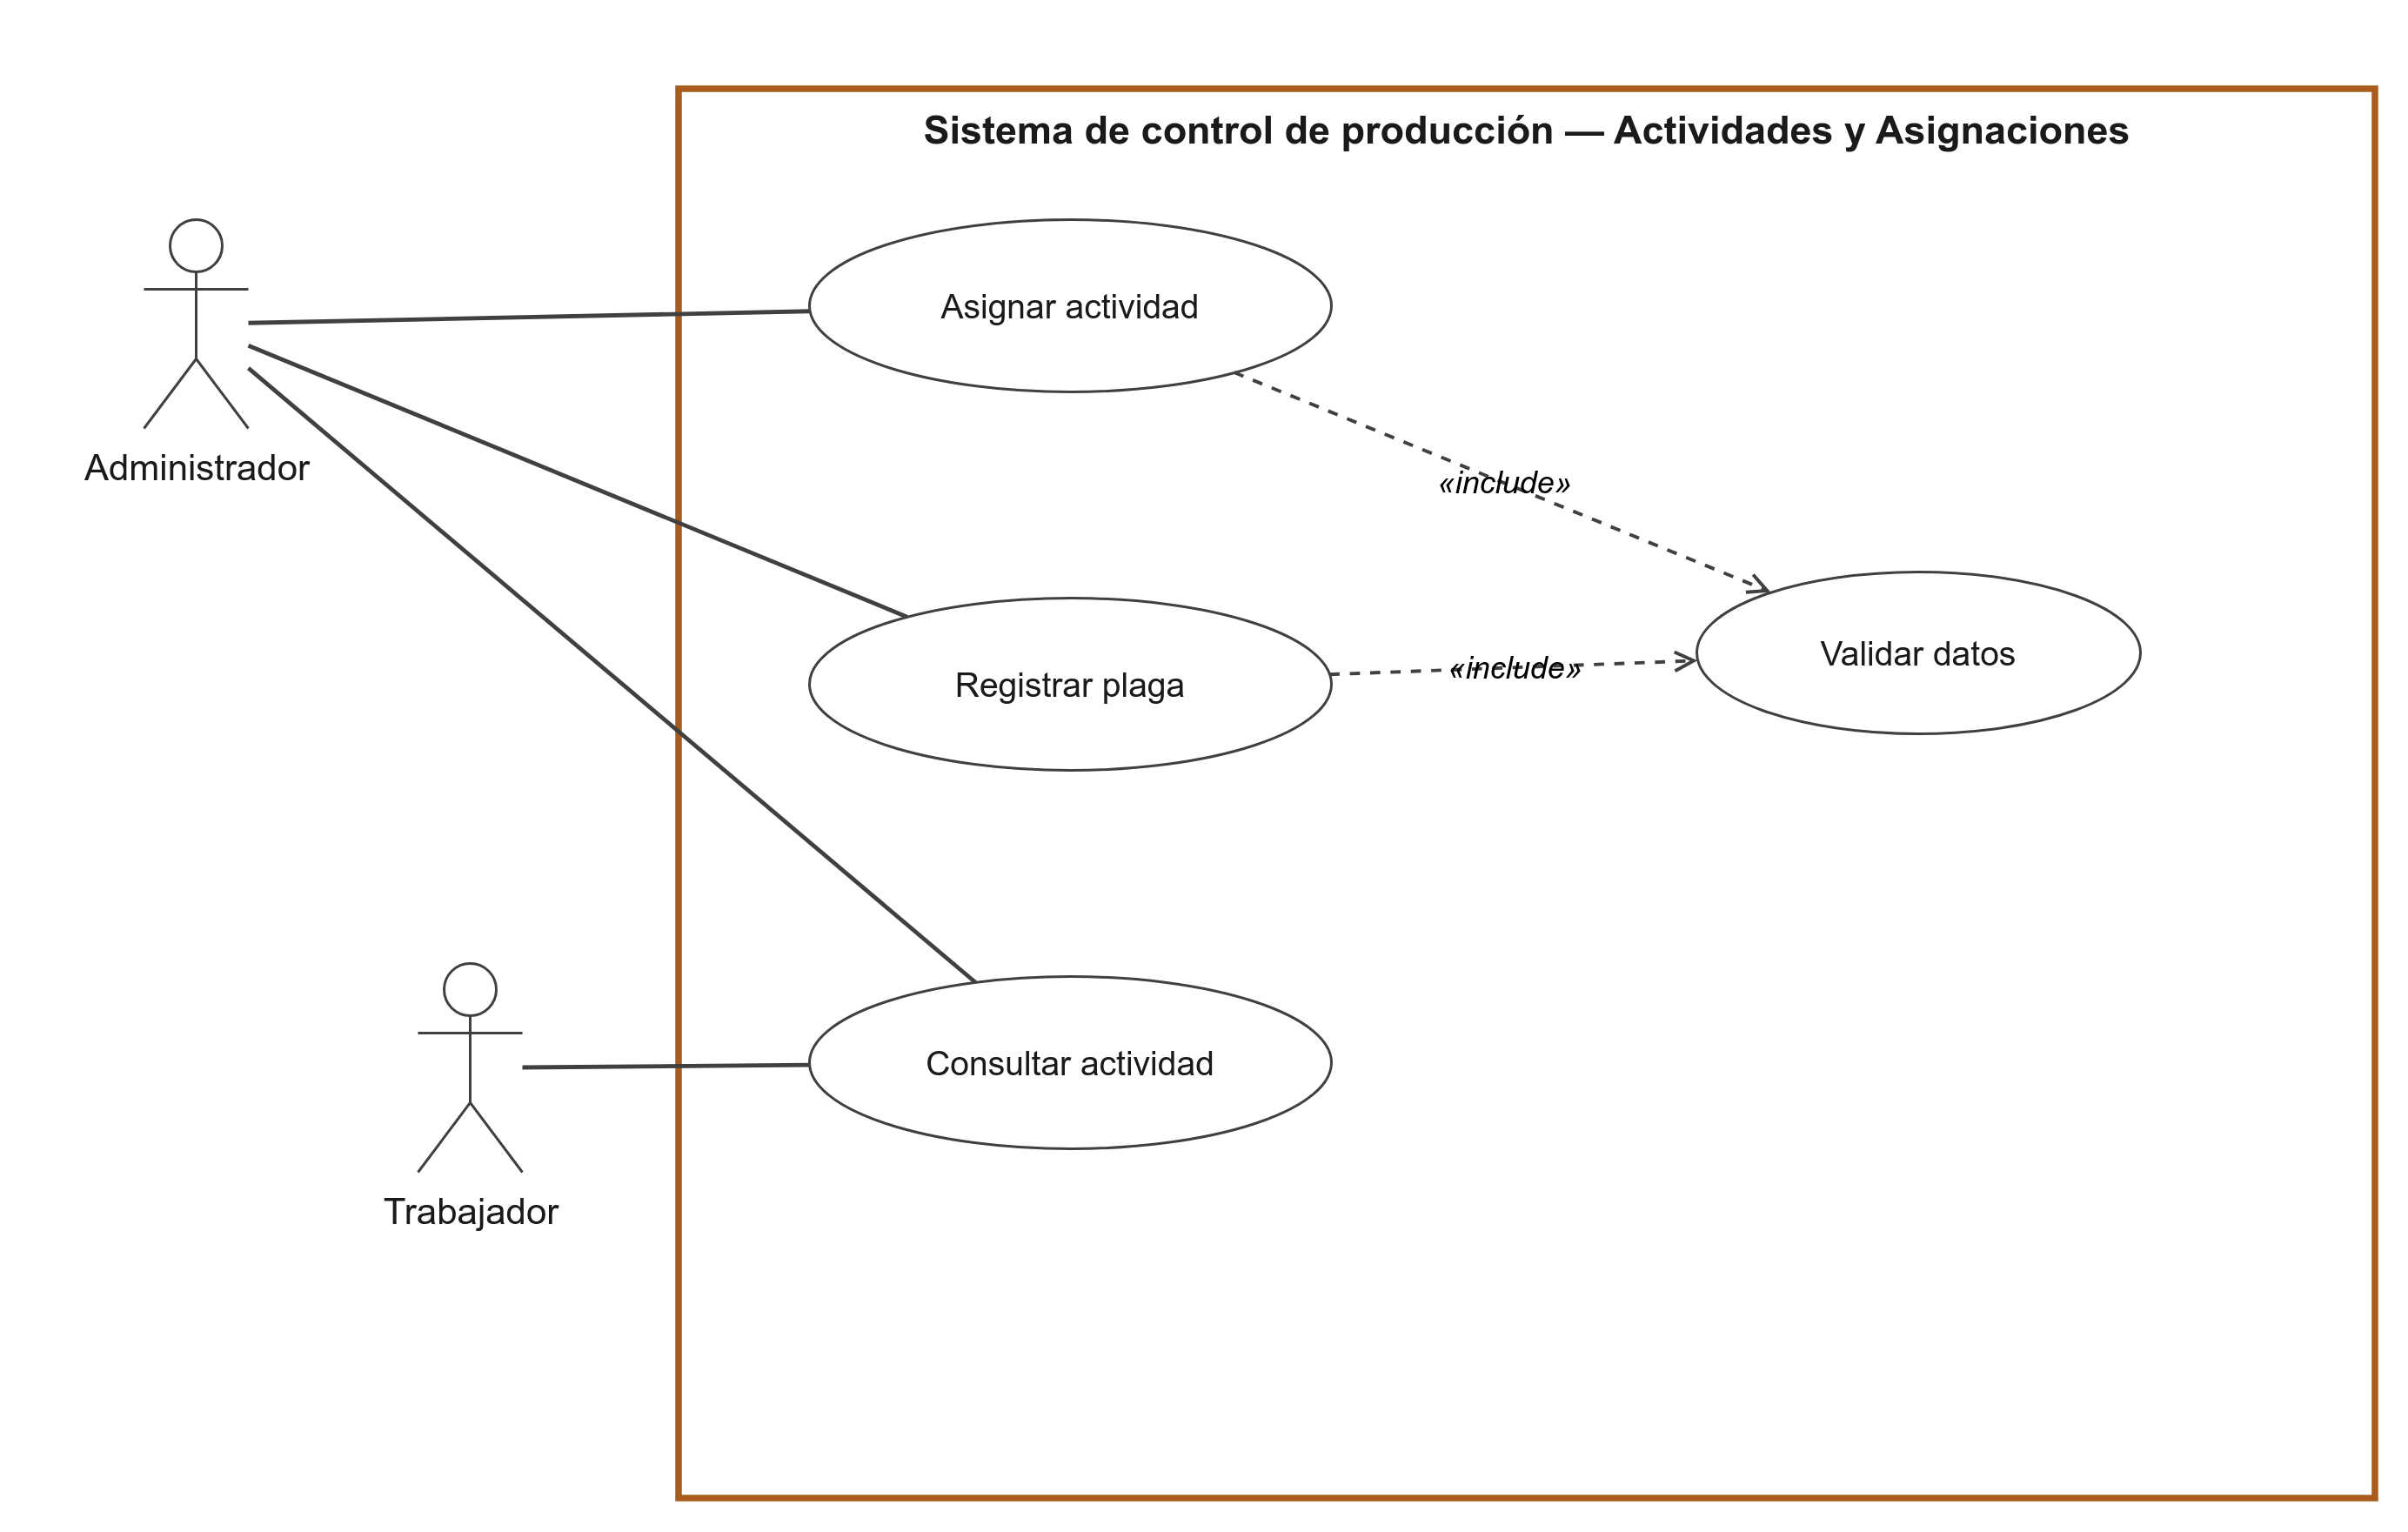 Sistema de control de producción — Actividades y Asignaciones
Asignar actividad
Administrador
«include»
Validar datos
«include»
Registrar plaga
Consultar actividad
Trabajador